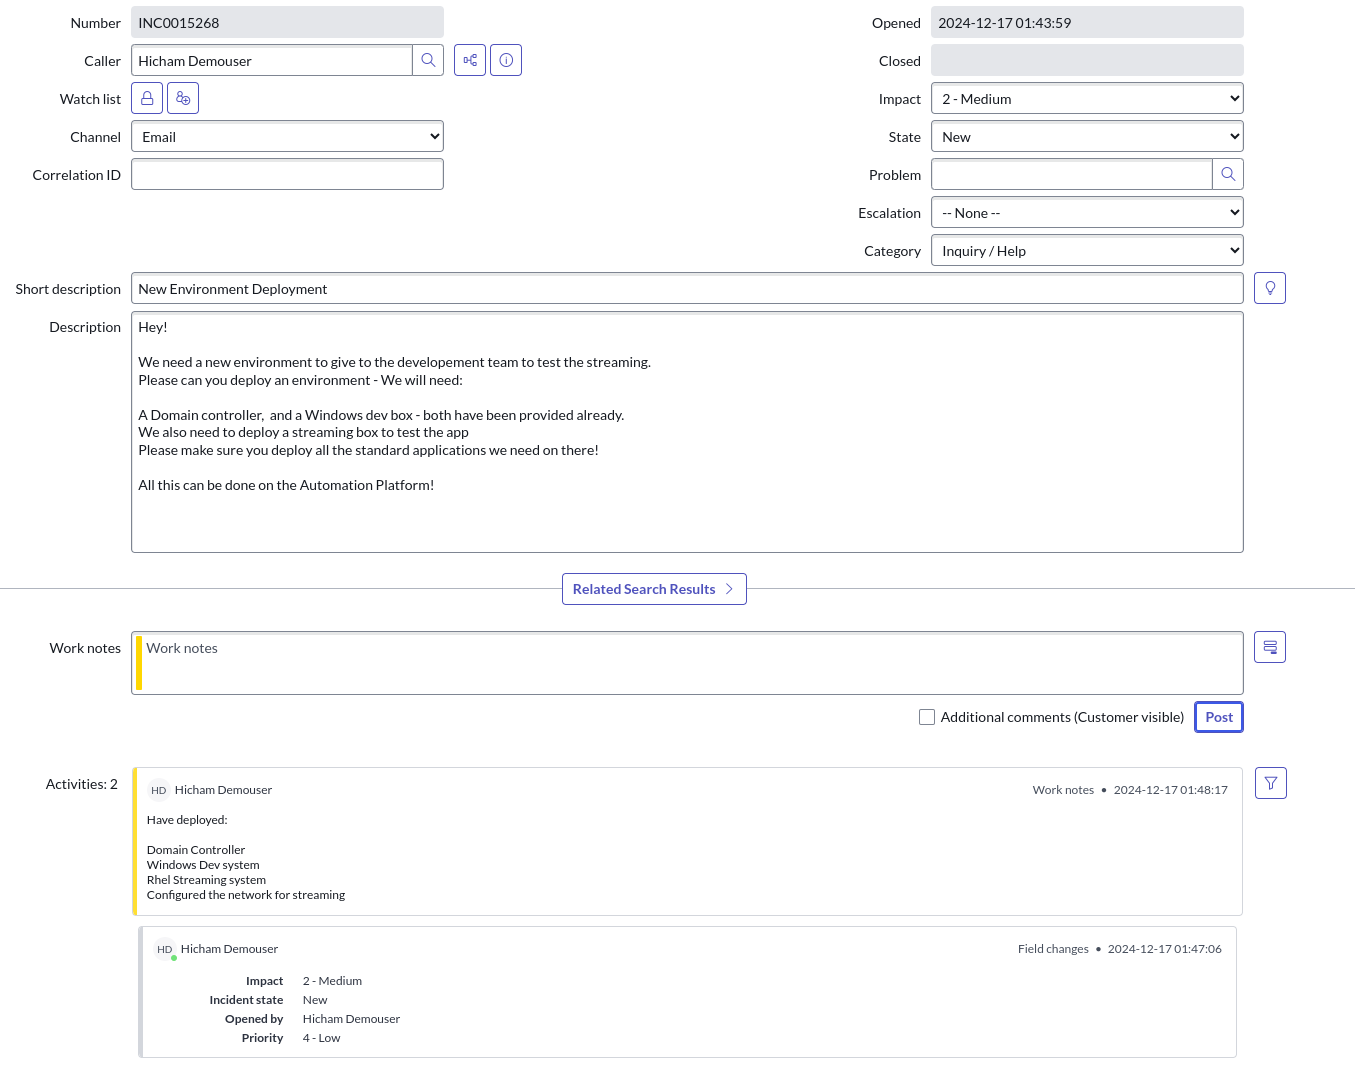 Number INC0015268
Opened 2024-12-17 01:43:59
Caller Hicham Demouser
Closed
Watch list
Impact 2 - Medium
Channel Email
State New
Correlation ID
Problem
Escalation -- None --
Category Inquiry / Help
Short description New Environment Deployment
Description Hey!
We need a new environment to give to the developement team to test the streaming.
Please can you deploy an environment - We will need:
A Domain controller,  and a Windows dev box - both have been provided already.
We also need to deploy a streaming box to test the app
Please make sure you deploy all the standard applications we need on there!
All this can be done on the Automation Platform!
Related Search Results
Work notes Work notes
Additional comments (Customer visible) Post
Activities: 2
HD Hicham Demouser Work notes • 2024-12-17 01:48:17
Have deployed:
Domain Controller
Windows Dev system
Rhel Streaming system
Configured the network for streaming
HD Hicham Demouser Field changes • 2024-12-17 01:47:06
Impact 2 - Medium
Incident state New
Opened by Hicham Demouser
Priority 4 - Low